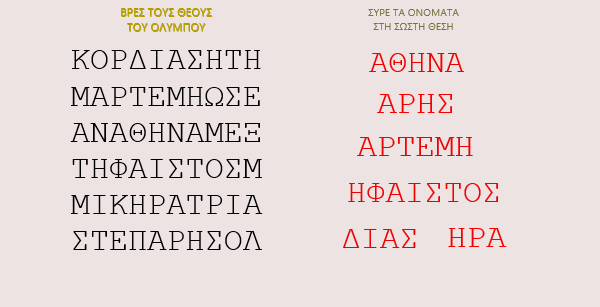 ΒΡΕΣ ΤΟΥΣ ΘΕΟΥΣ
ΤΟΥ ΟΛΥΜΠΟΥ
ΚΟΡΔΙΑΣΗΤΗ
ΜΑΡΤΕΜΗΩΣΕ
ΑΝΑΘΗΝΑΜΕΞ
ΤΗΦΑΙΣΤΟΣΜ
ΜΙΚΗΡΑΤΡΙΑ
ΣΤΕΠΑΡΗΣΟΛ
ΣΥΡΕ ΤΑ ΟΝΟΜΑΤΑ
ΣΤΗ ΣΩΣΤΗ ΘΕΣΗ
ΑΘΗΝΑ
ΑΡΗΣ
ΑΡΤΕΜΗ
ΗΦΑΙΣΤΟΣ
ΔΙΑΣ ΗΡΑ